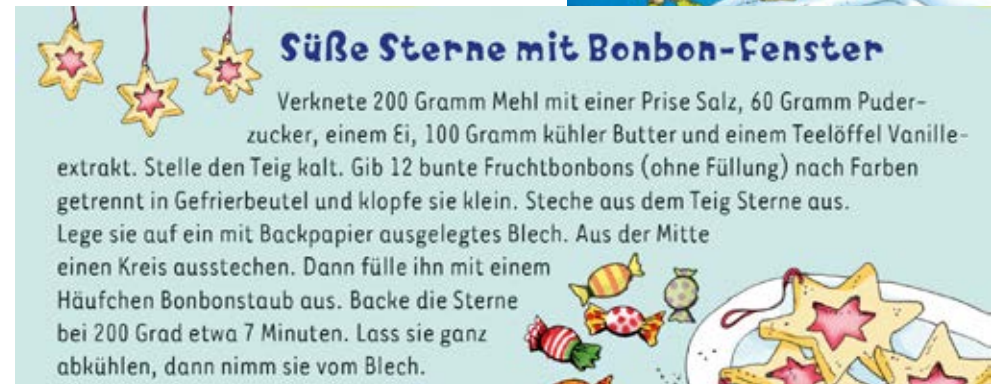 Süße Sterne mit Bonbon-Fenster
Verknete 200 Gramm Mehl mit einer Prise Salz, 60 Gramm Puder-
zucker, einem Ei, 100 Gramm kühler Butter und einem Teelöffel Vanille-
extrakt. Stelle den Teig kalt. Gib 12 bunte Fruchtbonbons (ohne Füllung) nach Farben
getrennt in Gefrierbeutel und klopfe sie klein. Steche aus dem Teig Sterne aus.
Lege sie auf ein mit Backpapier ausgelegtes Blech. Aus der Mitte
einen Kreis ausstechen. Dann fülle ihn mit einem
Häufchen Bonbonstaub aus. Backe die Sterne
bei 200 Grad etwa 7 Minuten. Lass sie ganz
abkühlen, dann nimm sie vom Blech.